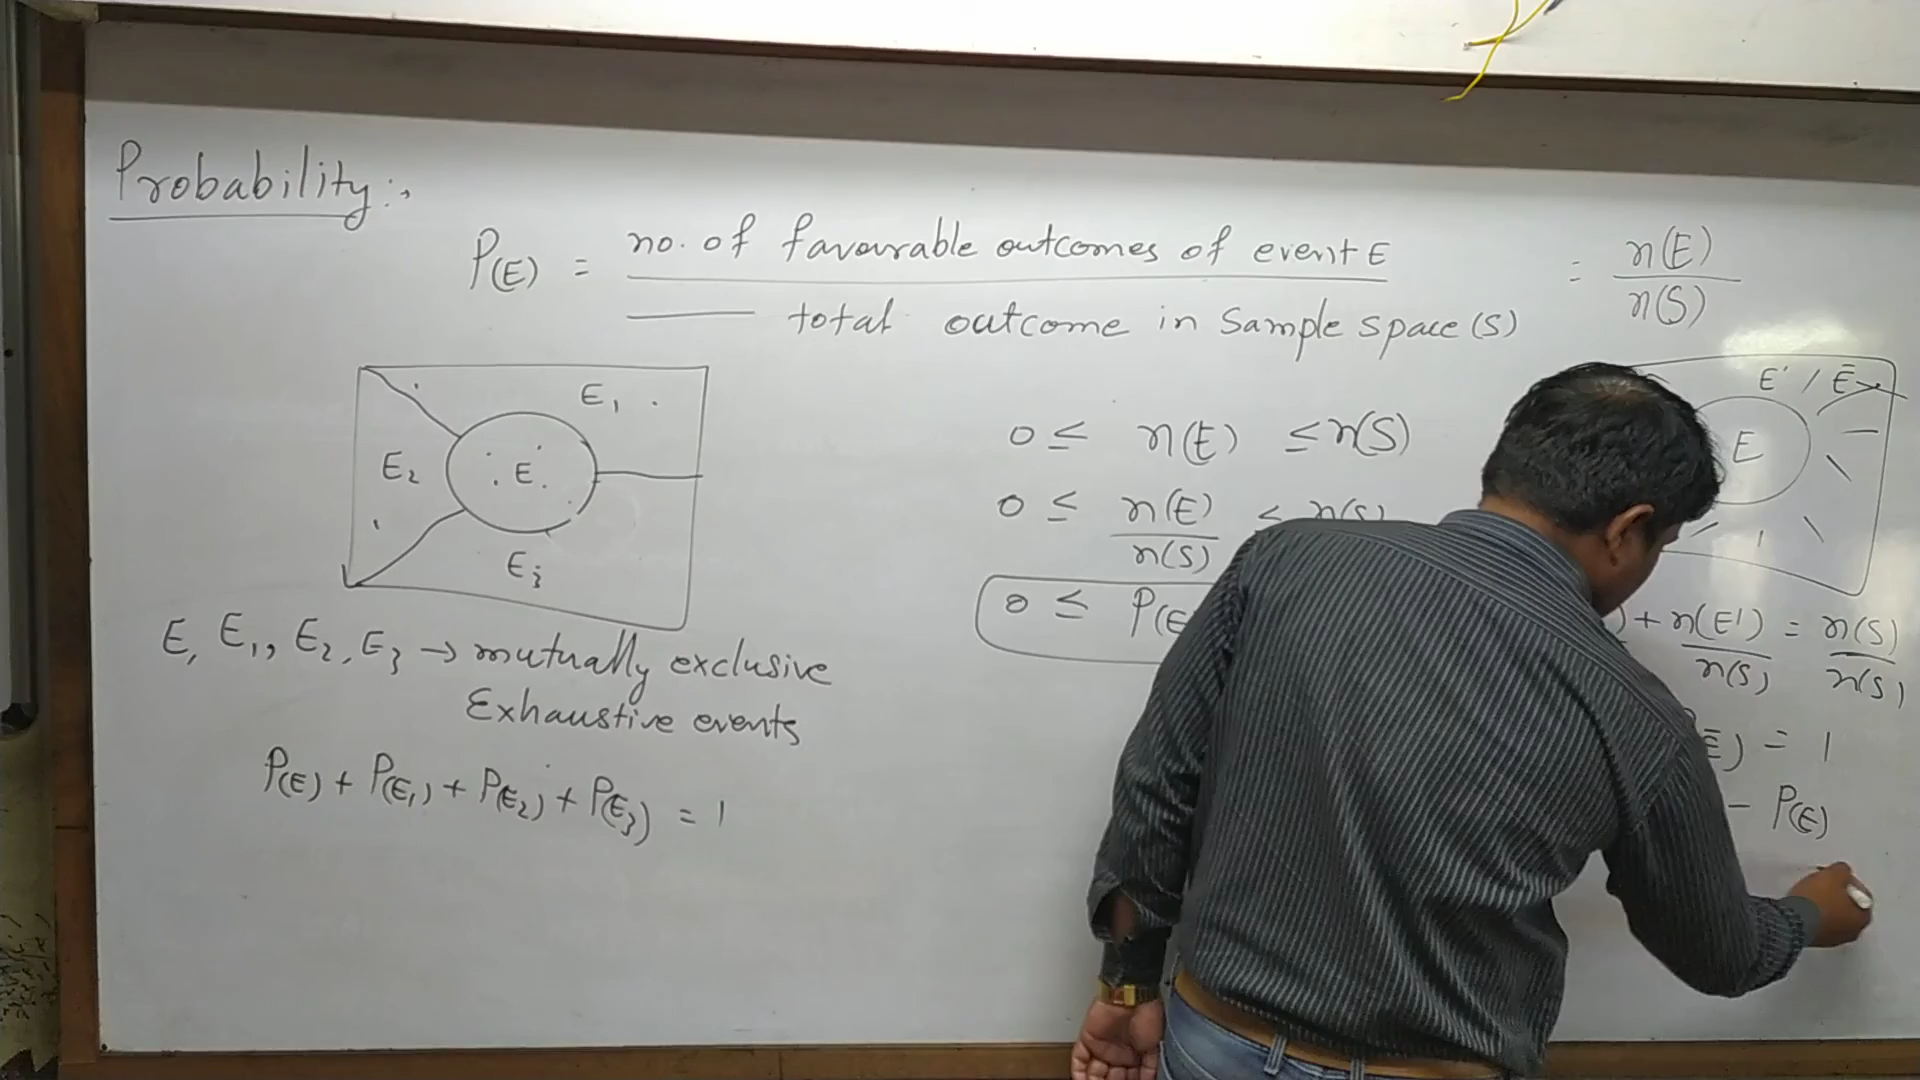 Probability:,
P(E) = no. of favourable outcomes of event E = n(E)
total outcome in Sample space (S) n(S)
E1
E2
E
E3
E, E1, E2, E3 → mutually exclusive
Exhaustive events
P(E) + P(E1) + P(E2) + P(E3) = 1
0 ≤ n(E) ≤ n(S)
0 ≤ n(E) ≤ n(S)
n(S)
0 ≤ P(E
E' / Ē
E
) + n(E') = n(S)
n(S) n(S)
Ē) = 1
- P(E)